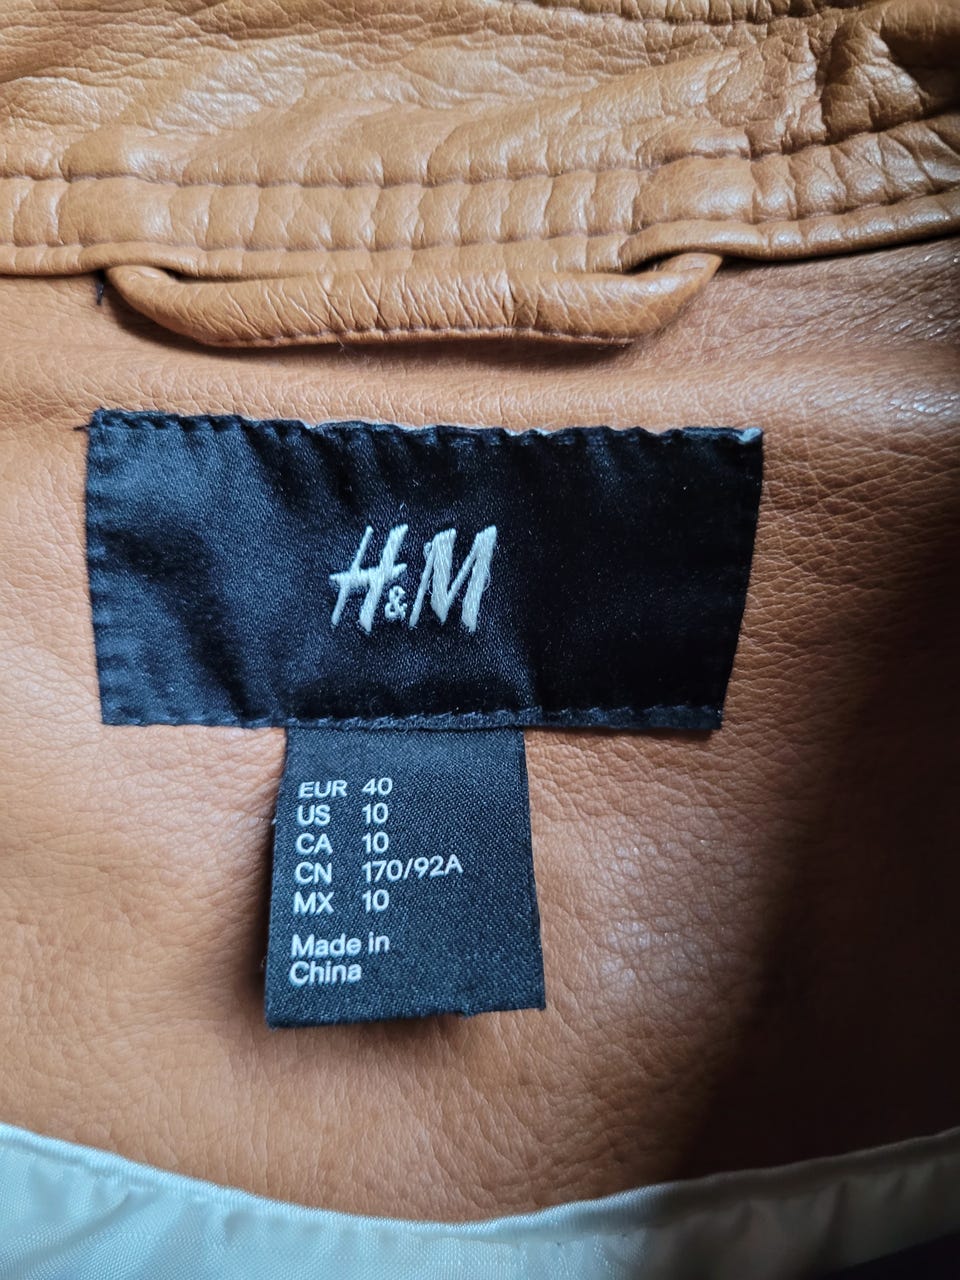 H&M
EUR 40
US 10
CA 10
CN 170/92A
MX 10
Made in
China